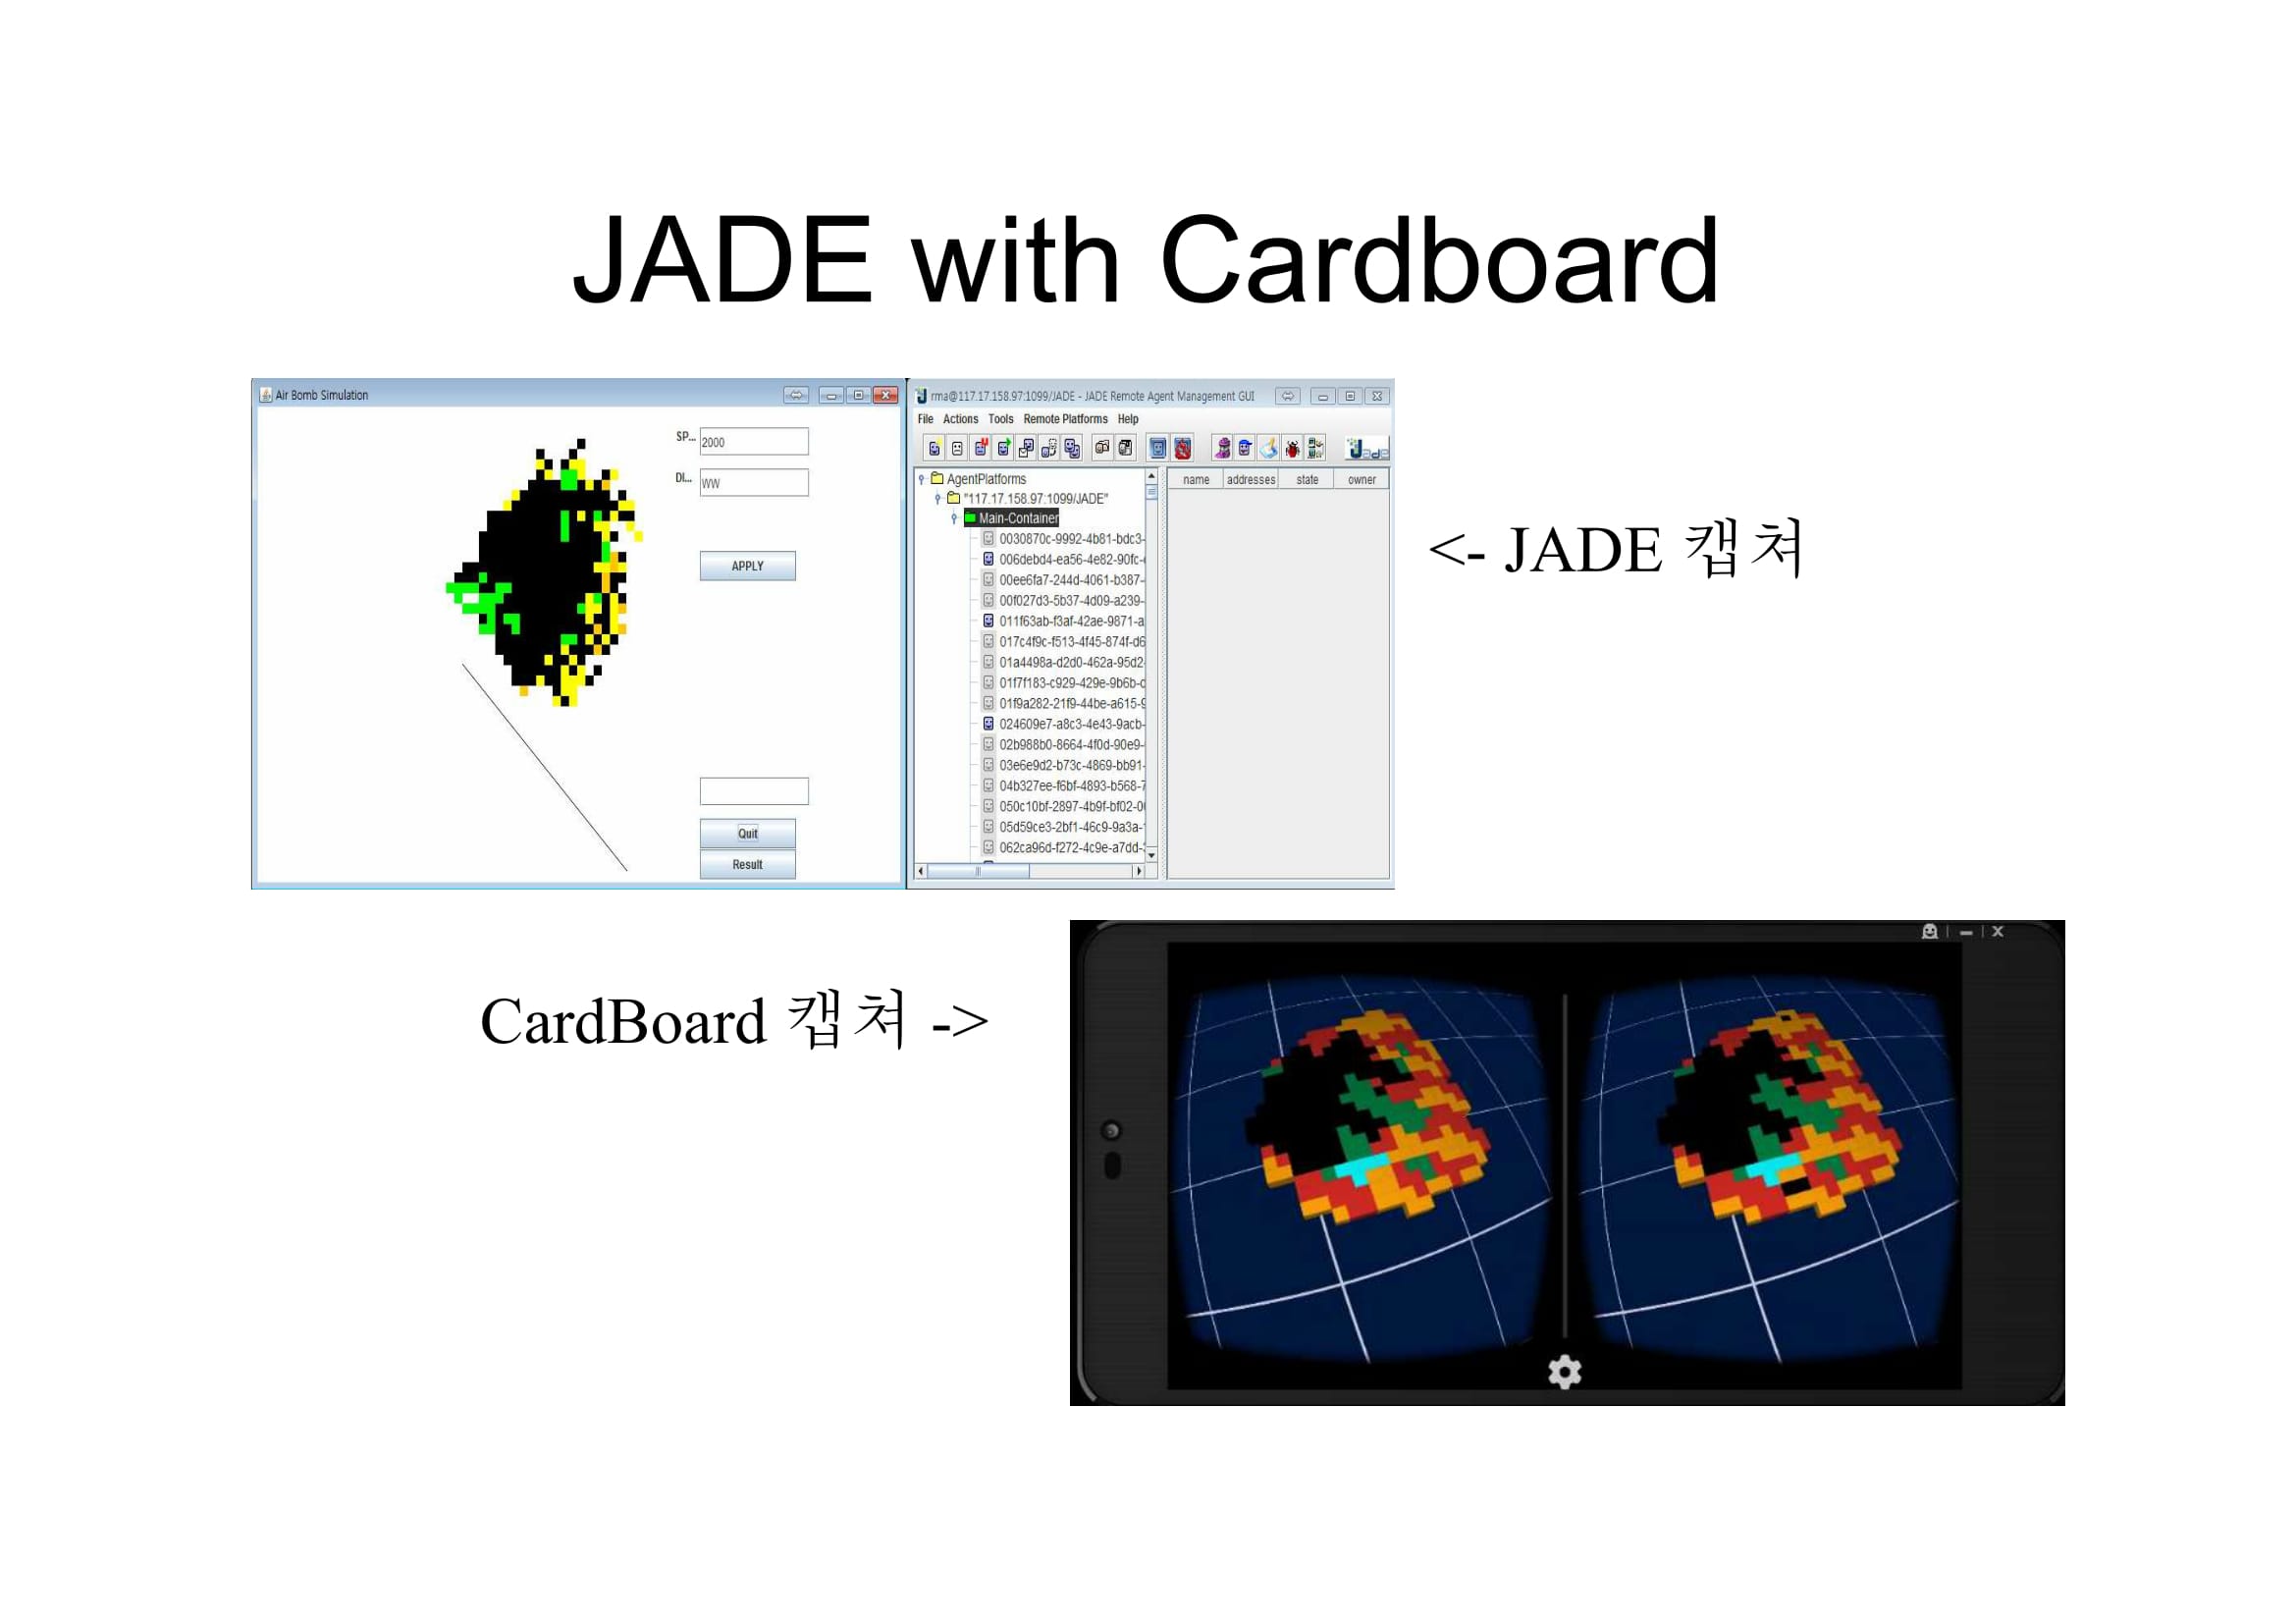 JADE with Cardboard
Air Bomb Simulation
SP... 2000
DI... WW
APPLY
Quit
Result
rma@117.17.158.97:1099/JADE - JADE Remote Agent Management GUI
File Actions Tools Remote Platforms Help
Jade
AgentPlatforms
"117.17.158.97:1099/JADE"
Main-Container
0030870c-9992-4b81-bdc3-
006debd4-ea56-4e82-90fc-
00ee6fa7-244d-4061-b387-
00f027d3-5b37-4d09-a239-
011f63ab-f3af-42ae-9871-a
017c4f9c-f513-4f45-874f-d6
01a4498a-d2d0-462a-95d2-
01f7f183-c929-429e-9b6b-c
01f9a282-21f9-44be-a615-9
024609e7-a8c3-4e43-9acb-
02b988b0-8664-4f0d-90e9-
03e6e9d2-b73c-4869-bb91-
04b327ee-f6bf-4893-b568-7
050c10bf-2897-4b9f-bf02-0
05d59ce3-2bf1-46c9-9a3a-
062ca96d-f272-4c9e-a7dd-
name addresses state owner
<- JADE 캡쳐
CardBoard 캡쳐 ->